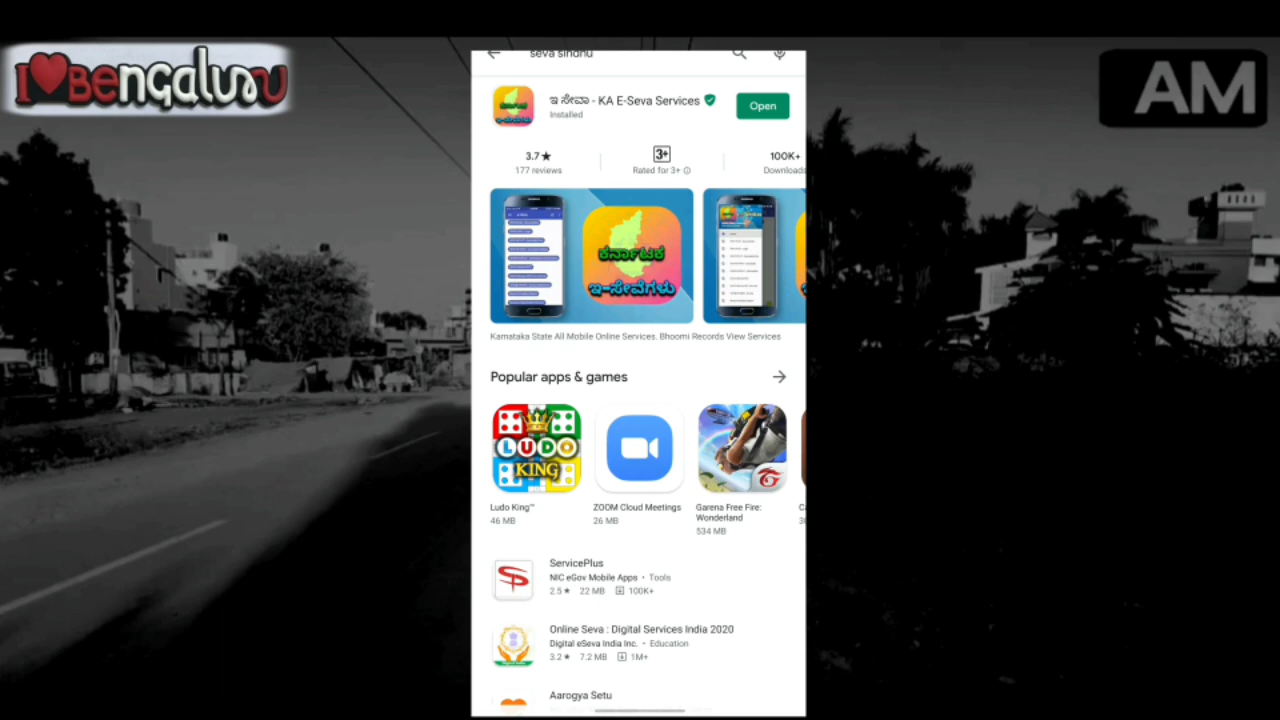 I Bengaluru
AM
seva sindhu
ಇ ಸೇವಾ - KA E-Seva Services
Installed
Open
3.7★
177 reviews
3+
Rated for 3+
100K+
Downloads
ಕರ್ನಾಟಕ
ಇ-ಸೇವೆಗಳು
Karnataka State All Mobile Online Services. Bhoomi Records View Services
Popular apps & games
LUDO
KING
Ludo King™
46 MB
ZOOM Cloud Meetings
26 MB
Garena Free Fire:
Wonderland
534 MB
ServicePlus
NIC eGov Mobile Apps • Tools
2.5★ 22 MB 100K+
Online Seva : Digital Services India 2020
Digital eSeva India Inc. • Education
3.2★ 7.2 MB 1M+
Aarogya Setu